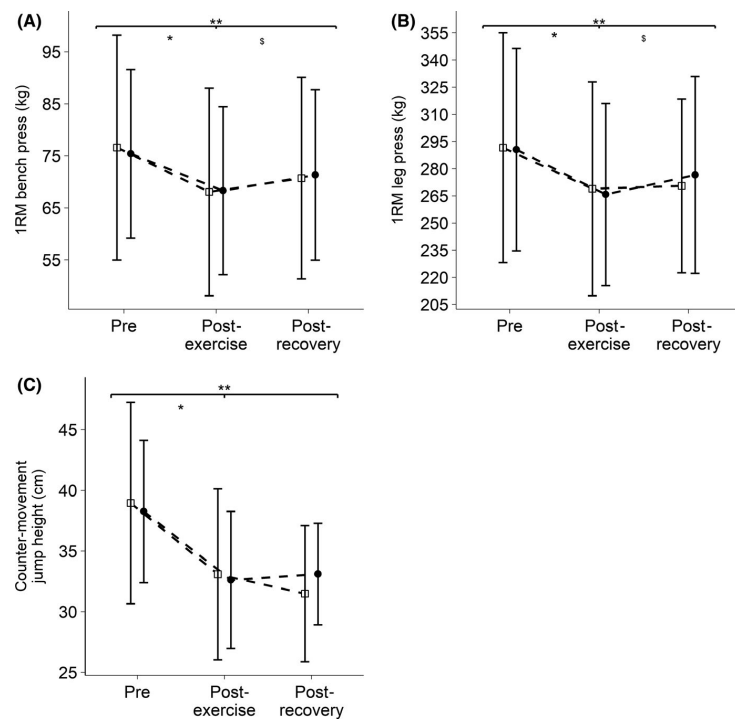 (A)
**
* $
1RM bench press (kg)
95
85
75
65
55
Pre
Post-
exercise
Post-
recovery
(B)
**
* $
1RM leg press (kg)
355
340
325
310
295
280
265
250
235
220
205
Pre
Post-
exercise
Post-
recovery
(C)
**
*
Counter-movement
jump height (cm)
45
40
35
30
25
Pre
Post-
exercise
Post-
recovery